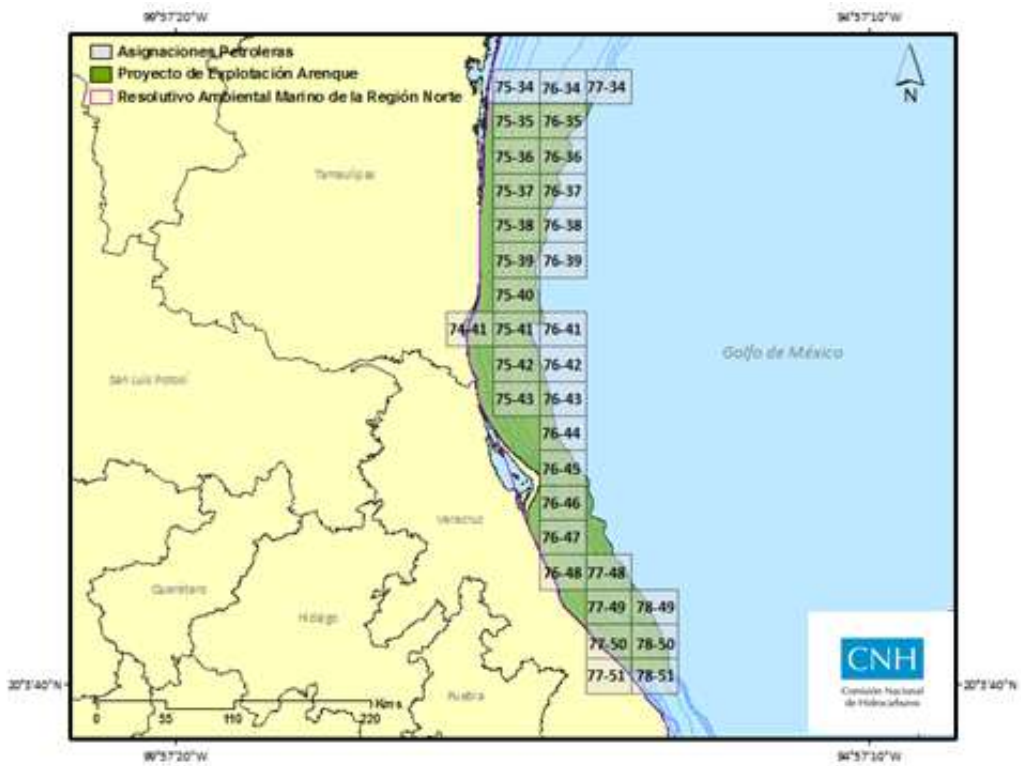 99°57'20"W 94°57'10"W
Asignaciones Petroleras
Proyecto de Explotación Arenque
Resolutivo Ambiental Marino de la Región Norte
N
75-34 76-34 77-34
75-35 76-35
75-36 76-36
Tamaulipas
75-37 76-37
75-38 76-38
75-39 76-39
75-40
74-41 75-41 76-41
Golfo de México
75-42 76-42
San Luis Potosí
75-43 76-43
76-44
76-45
76-46
Veracruz
76-47
76-48 77-48
Querétaro
77-49 78-49
Hidalgo
77-50 78-50
CNH
77-51 78-51
Comisión Nacional
de Hidrocarburos
20°3'40"N 20°3'40"N
Puebla
Kms
0 55 110 220
99°57'20"W 94°57'10"W